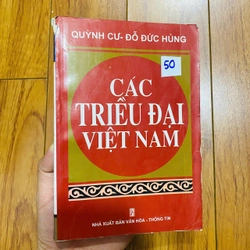 QUỲNH CƯ - ĐỖ ĐỨC HÙNG
50
CÁC
TRIỀU ĐẠI
VIỆT NAM
NHÀ XUẤT BẢN VĂN HÓA - THÔNG TIN